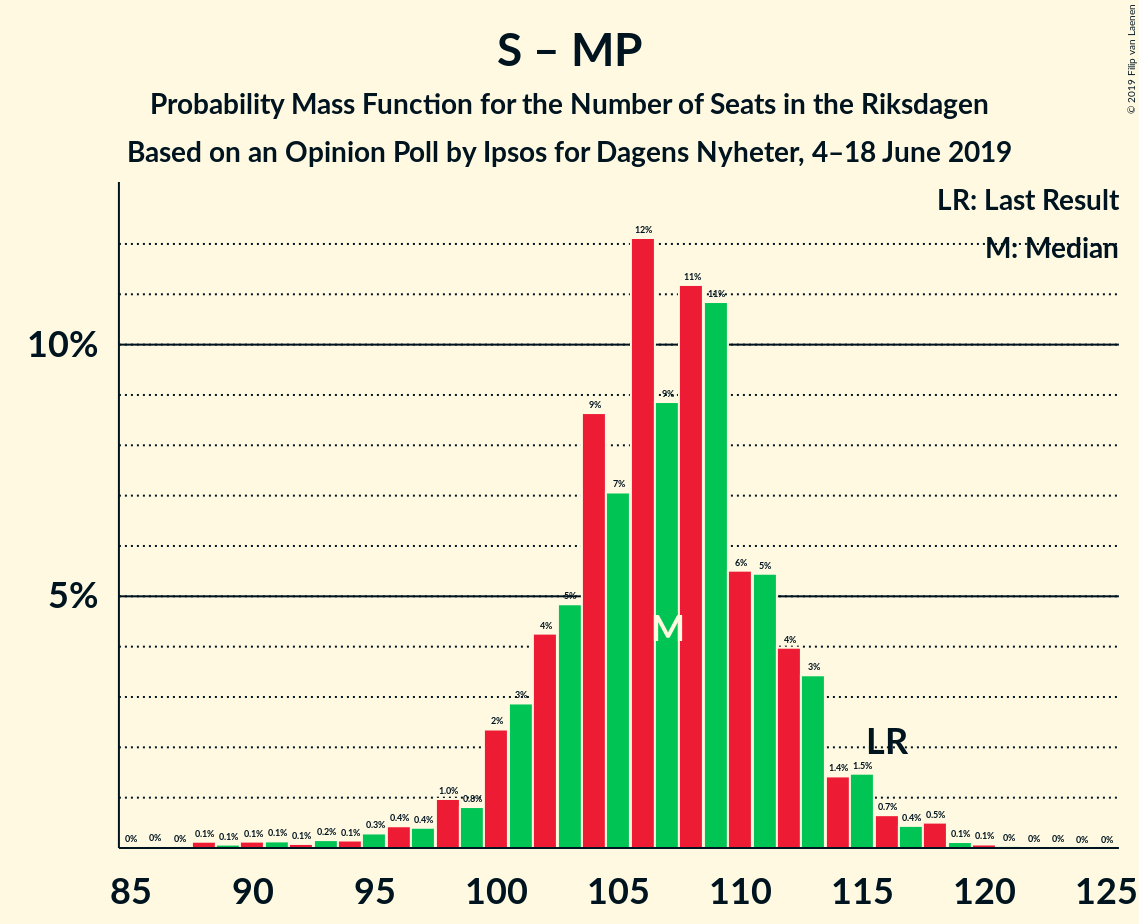 S – MP
Probability Mass Function for the Number of Seats in the Riksdagen
Based on an Opinion Poll by Ipsos for Dagens Nyheter, 4–18 June 2019
© 2019 Filip van Laenen
LR: Last Result
M: Median
10%
5%
0% 0% 0% 0.1% 0.1% 0.1% 0.1% 0.1% 0.2% 0.1% 0.3% 0.4% 0.4% 1.0% 0.8% 2% 3% 4% 5% 9% 7% 12% 9% 11% 11% 6% 5% 4% 3% 1.4% 1.5% 0.7% 0.4% 0.5% 0.1% 0.1% 0% 0% 0% 0% 0%
M
LR
85 90 95 100 105 110 115 120 125